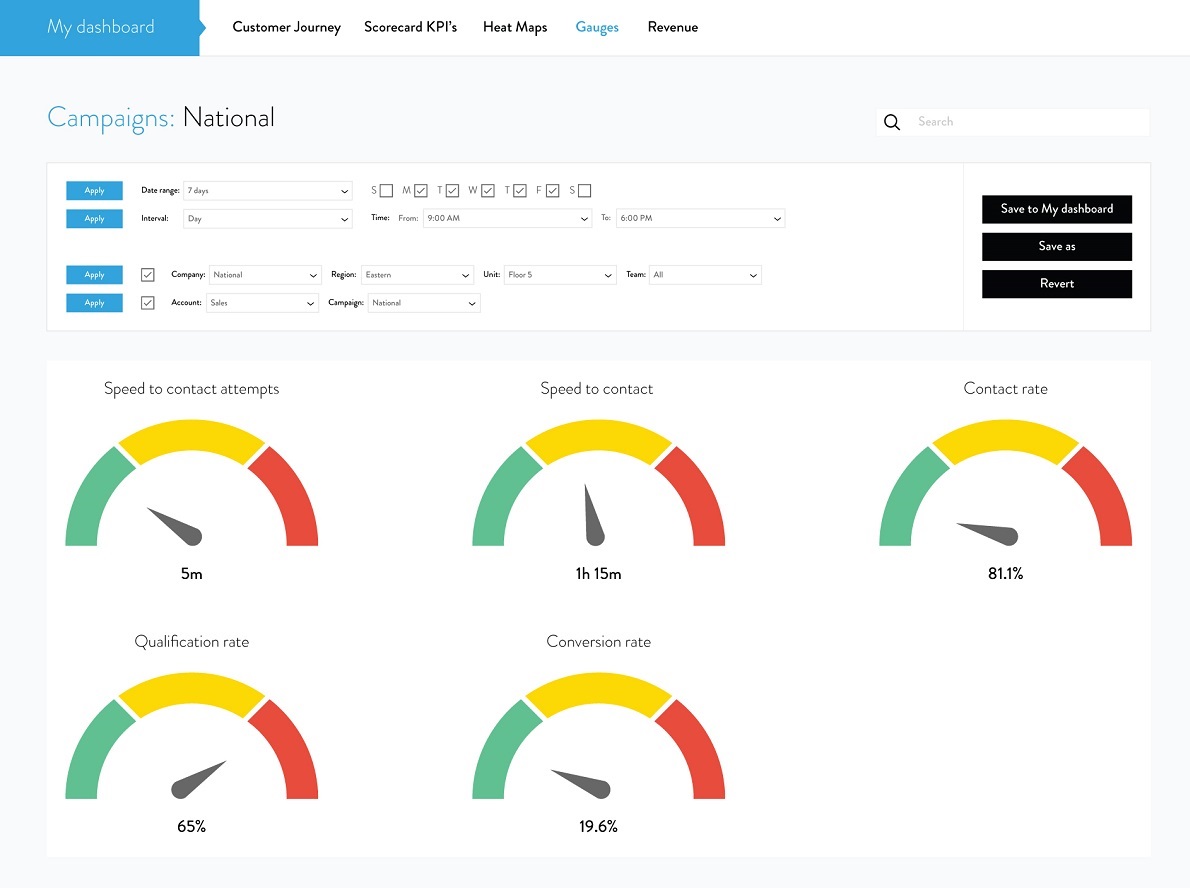 My dashboard Customer Journey Scorecard KPI's Heat Maps Gauges Revenue
Campaigns: National
Search
Apply Date range: 7 days S M T W T F S
Apply Interval: Day Time: From: 9:00 AM To: 6:00 PM
Apply Company: National Region: Eastern Unit: Floor 5 Team: All
Apply Account: Sales Campaign: National
Save to My dashboard
Save as
Revert
Speed to contact attempts Speed to contact Contact rate
5m 1h 15m 81.1%
Qualification rate Conversion rate
65% 19.6%